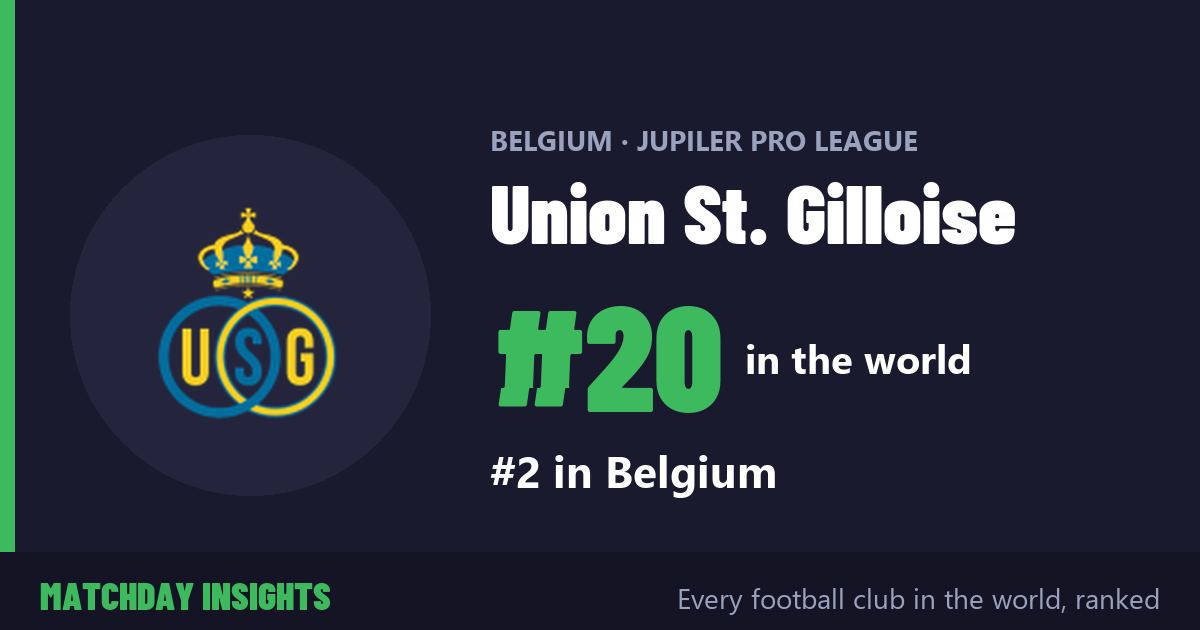 BELGIUM · JUPILER PRO LEAGUE
Union St. Gilloise
USG
#20 in the world
#2 in Belgium
MATCHDAY INSIGHTS
Every football club in the world, ranked